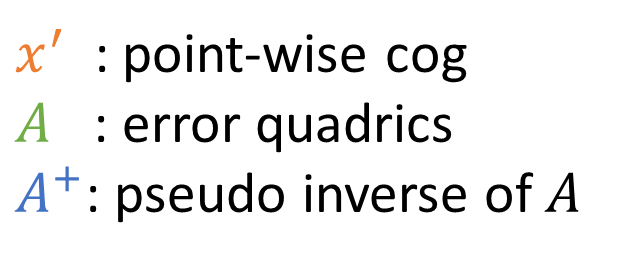 x′ : point-wise cog
A : error quadrics
A⁺: pseudo inverse of A